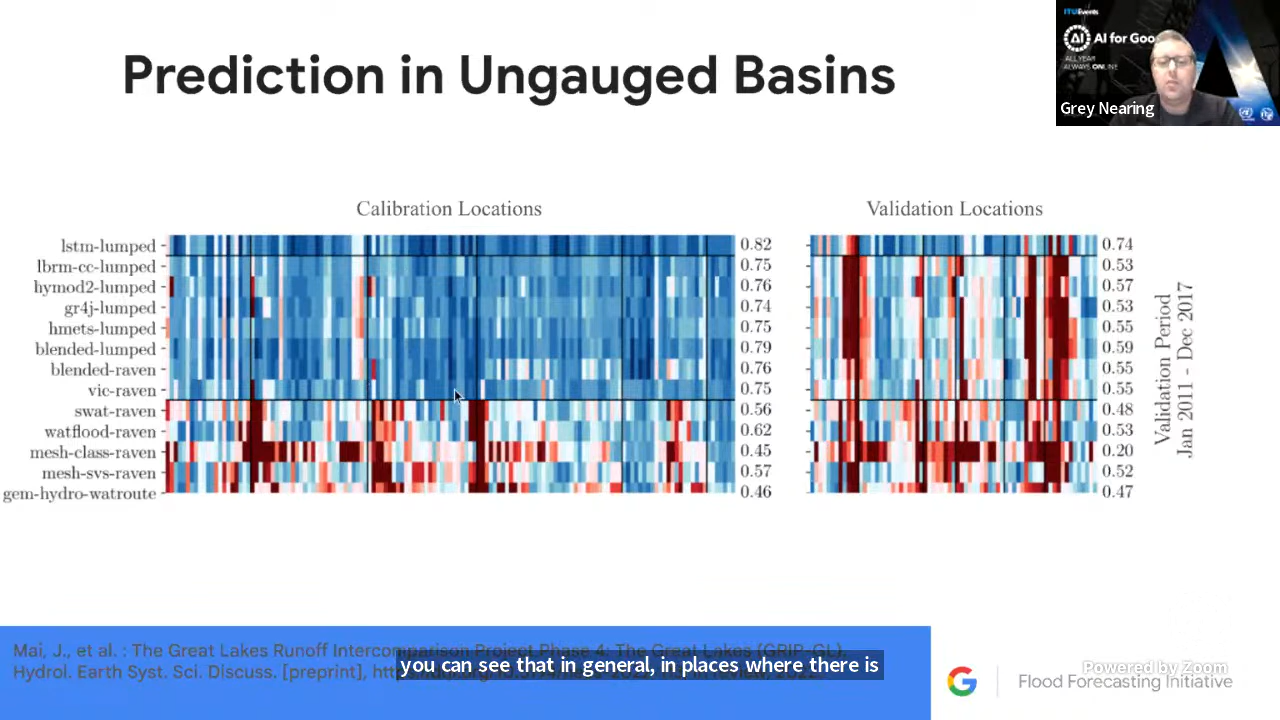 Prediction in Ungauged Basins
ITUEvents
AI for Goo
ALL YEAR
ALWAYS ONLINE
Grey Nearing
Calibration Locations
Validation Locations
lstm-lumped 0.82 0.74
lbrm-cc-lumped 0.75 0.53
hymod2-lumped 0.76 0.57
gr4j-lumped 0.74 0.53
hmets-lumped 0.75 0.55
blended-lumped 0.79 0.59
blended-raven 0.76 0.55
vic-raven 0.75 0.55
swat-raven 0.56 0.48
watflood-raven 0.62 0.53
mesh-class-raven 0.45 0.20
mesh-svs-raven 0.57 0.52
gem-hydro-watroute 0.46 0.47
Validation Period
Jan 2011 - Dec 2017
Mai, J., et al. : The Great Lakes Runoff Intercomparison Project Phase 4: The Great Lakes (GRIP-GL),
Hydrol. Earth Syst. Sci. Discuss. [preprint],
you can see that in general, in places where there is
Powered by Zoom
Flood Forecasting Initiative